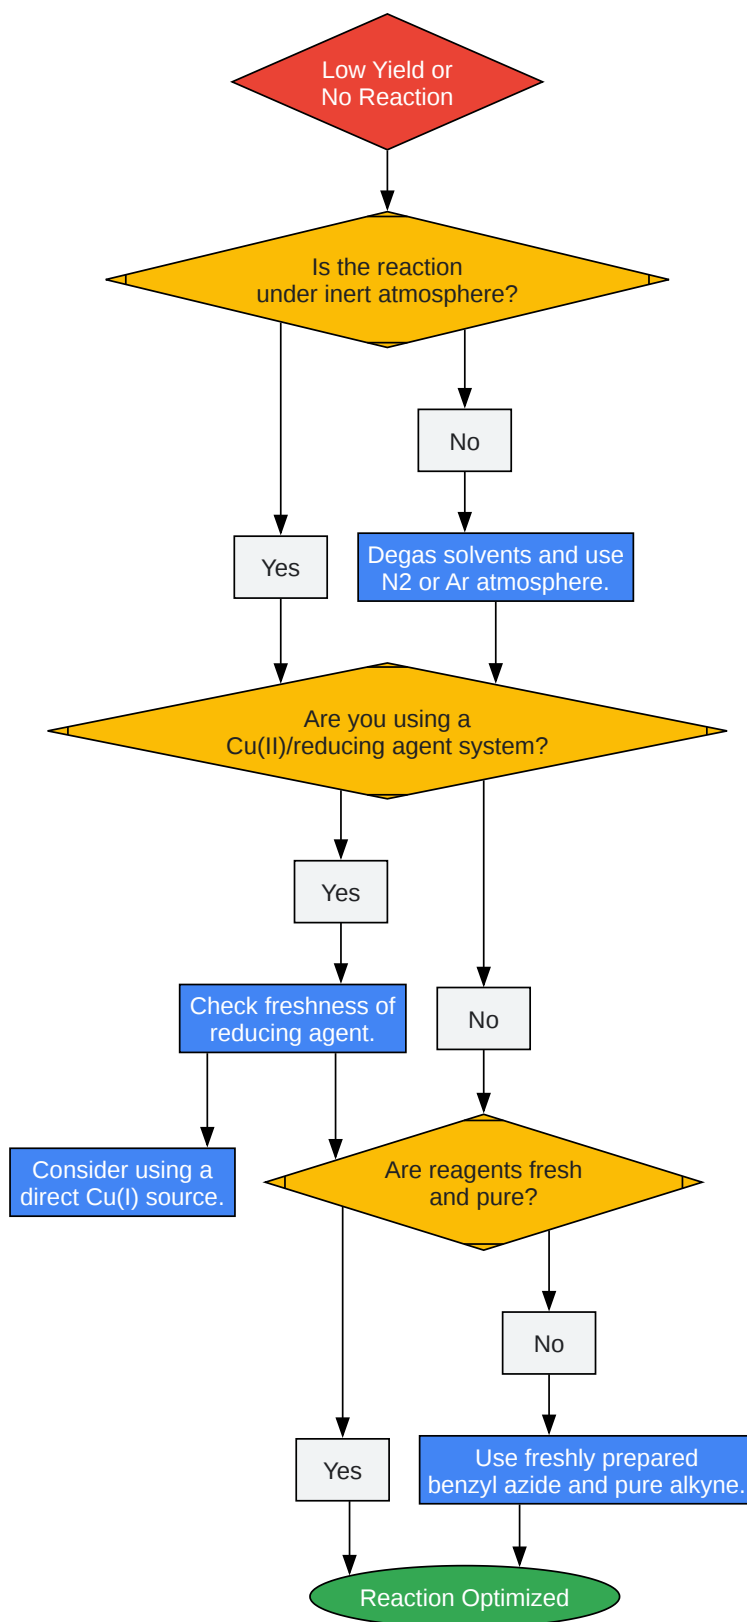 Low Yield or
No Reaction
Is the reaction
under inert atmosphere?
No
Yes
Degas solvents and use
N2 or Ar atmosphere.
Are you using a
Cu(II)/reducing agent system?
Yes
Check freshness of
reducing agent.
No
Consider using a
direct Cu(I) source.
Are reagents fresh
and pure?
No
Yes
Use freshly prepared
benzyl azide and pure alkyne.
Reaction Optimized